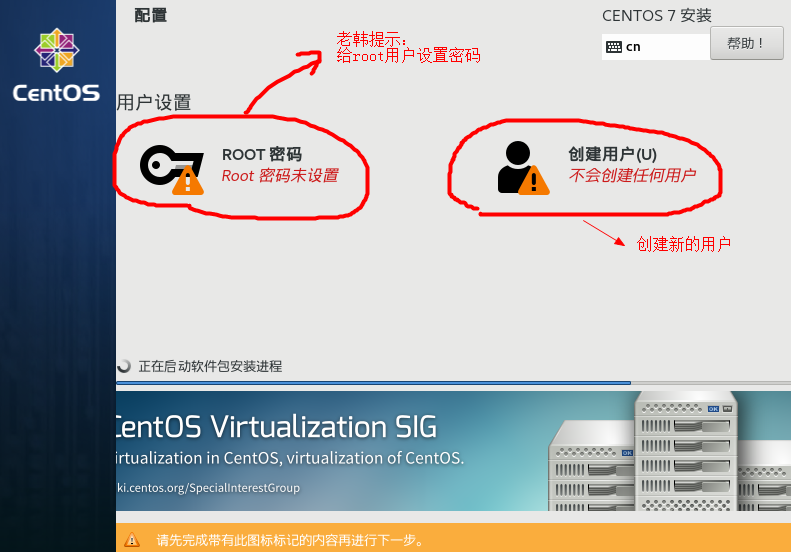 配置
CENTOS 7 安装
cn
帮助！
老韩提示：
给root用户设置密码
CentOS
用户设置
ROOT 密码
Root 密码未设置
创建用户(U)
不会创建任何用户
创建新的用户
正在启动软件包安装进程
CentOS Virtualization SIG
irtualization in CentOS, virtualization of CentOS.
ki.centos.org/SpecialInterestGroup
请先完成带有此图标标记的内容再进行下一步。